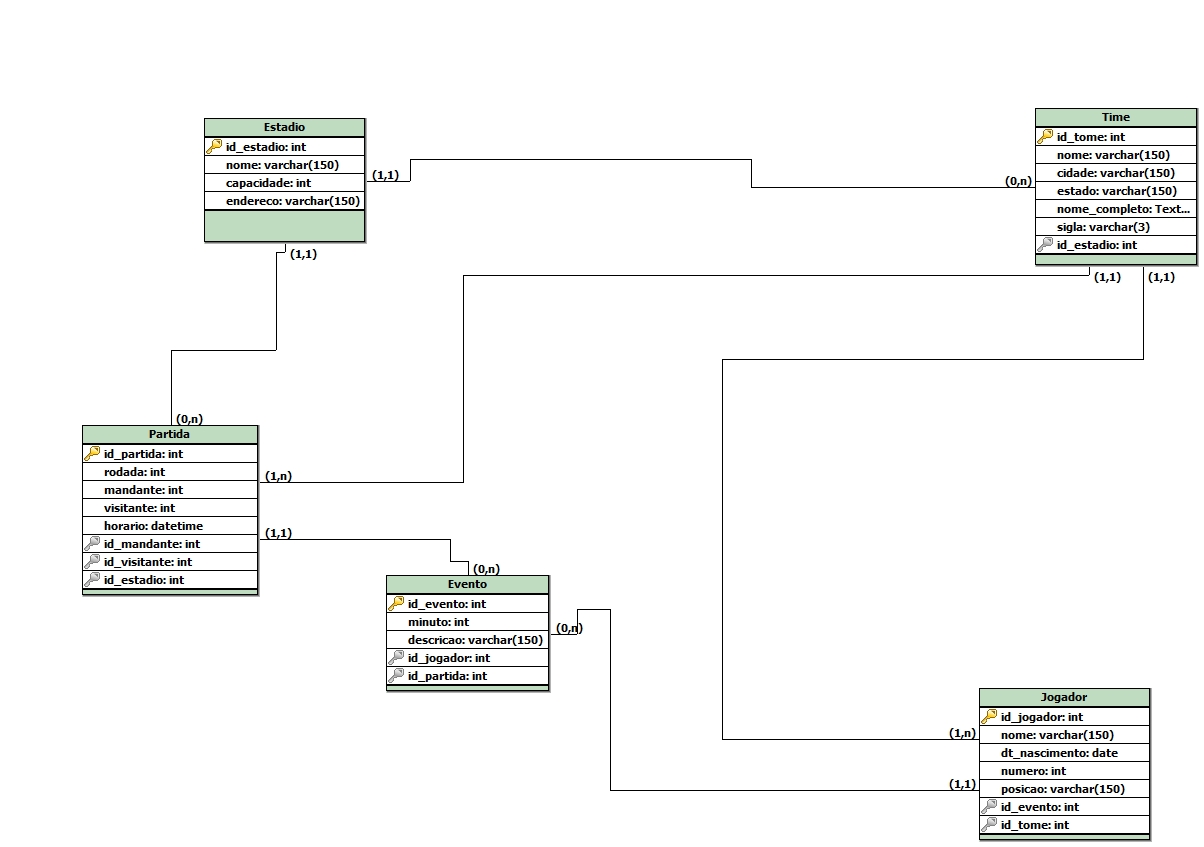 Estadio
id_estadio: int
nome: varchar(150)
capacidade: int
endereco: varchar(150)
(1,1)
(1,1)
Time
id_tome: int
nome: varchar(150)
cidade: varchar(150)
estado: varchar(150)
nome_completo: Text...
sigla: varchar(3)
id_estadio: int
(0,n)
(1,1)
(1,1)
(0,n)
Partida
id_partida: int
rodada: int
mandante: int
visitante: int
horario: datetime
id_mandante: int
id_visitante: int
id_estadio: int
(1,n)
(1,1)
(0,n)
Evento
id_evento: int
minuto: int
descricao: varchar(150)
id_jogador: int
id_partida: int
(0,n)
Jogador
id_jogador: int
nome: varchar(150)
dt_nascimento: date
numero: int
posicao: varchar(150)
id_evento: int
id_tome: int
(1,n)
(1,1)